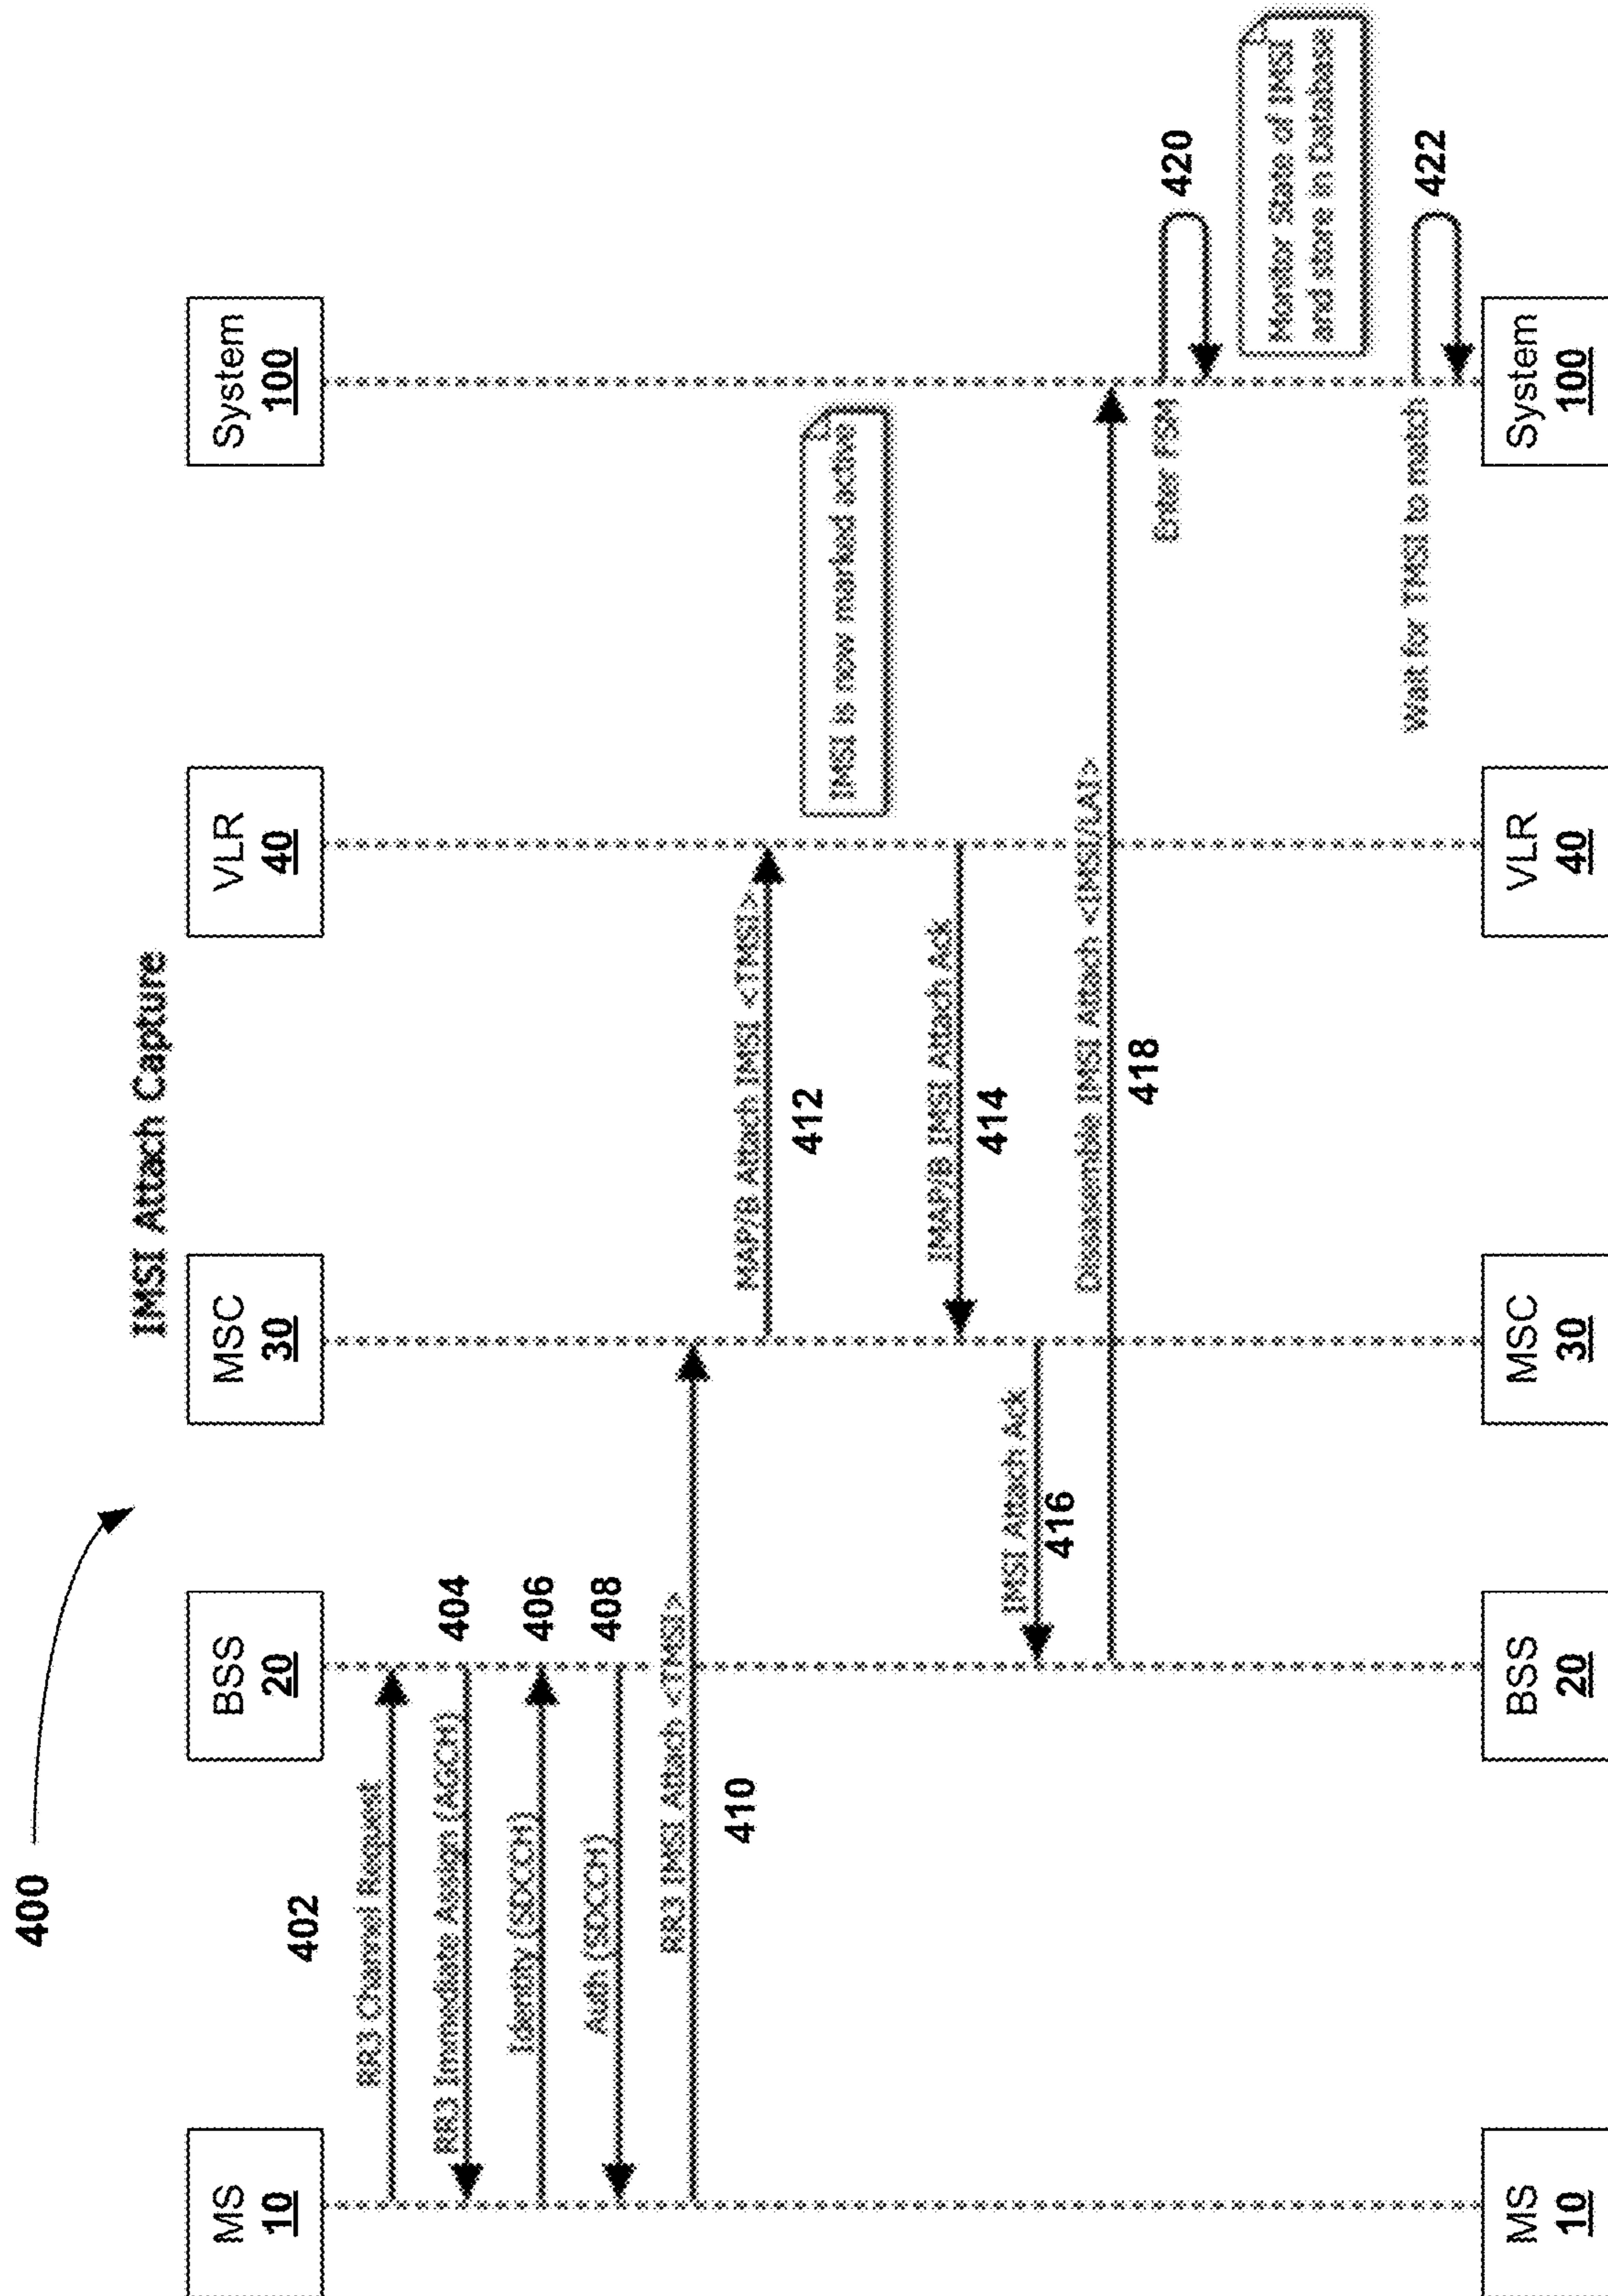 400
IMSI Attach Capture
MS
10
BSS
20
MSC
30
VLR
40
System
100
402
RR3 Channel Request
RR3 Immediate Assign (AGCH)
404
Identity (SDCCH)
406
Auth (SDCCH)
408
RR3 IMSI Attach <TMSI>
410
MAP/B Attach IMSI <TMSI>
412
IMSI is now marked active
IMAP/B IMSI Attach Ack
414
IMSI Attach Ack
416
Dissasemble IMSI Attach <IMSI/LAI>
418
Enter FSM
420
Monitor State of IMSI
and store in Database
Wait for TMSI to match
422
MS
10
BSS
20
MSC
30
VLR
40
System
100